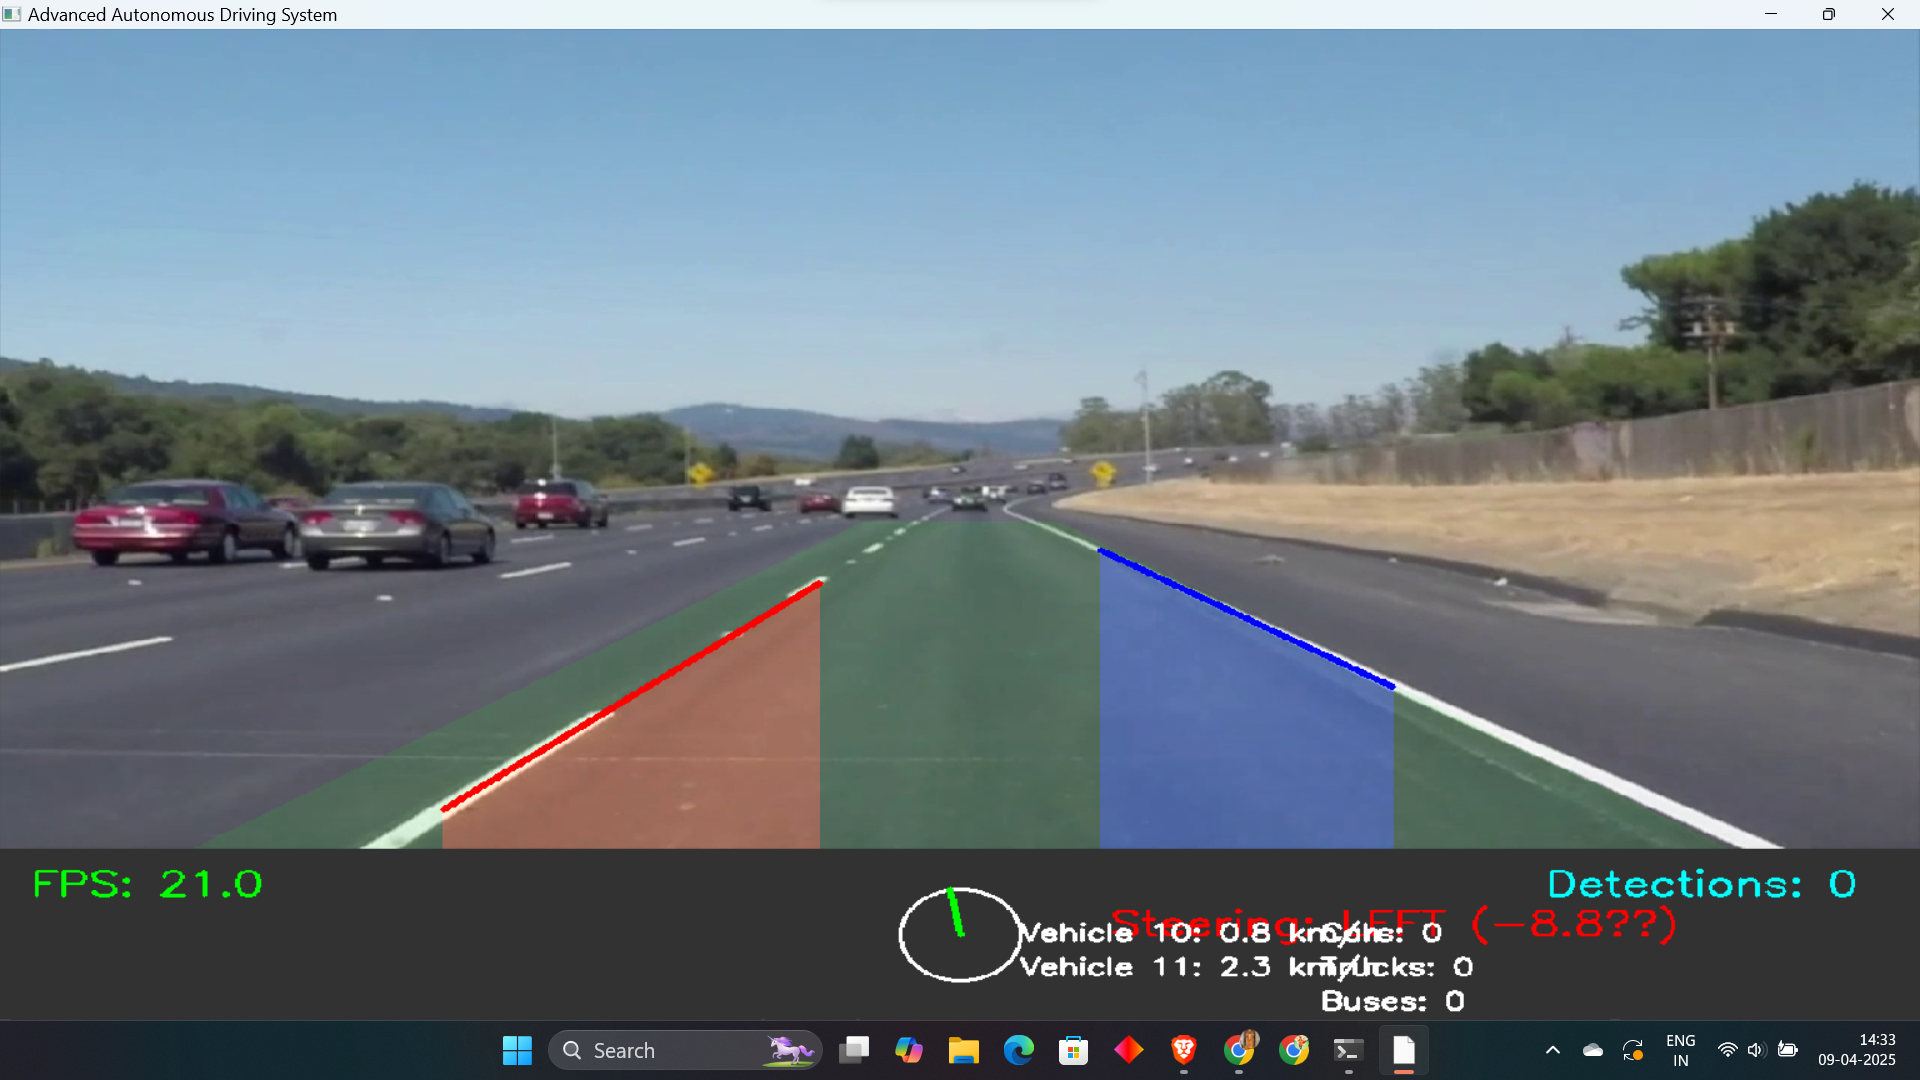 Advanced Autonomous Driving System
FPS: 21.0
Detections: 0
Steering: LEFT (-8.8??)
Vehicle 10: 0.8 km/h
Cars: 0
Vehicle 11: 2.3 km/h
Trucks: 0
Buses: 0
Search
ENG
IN
14:33
09-04-2025